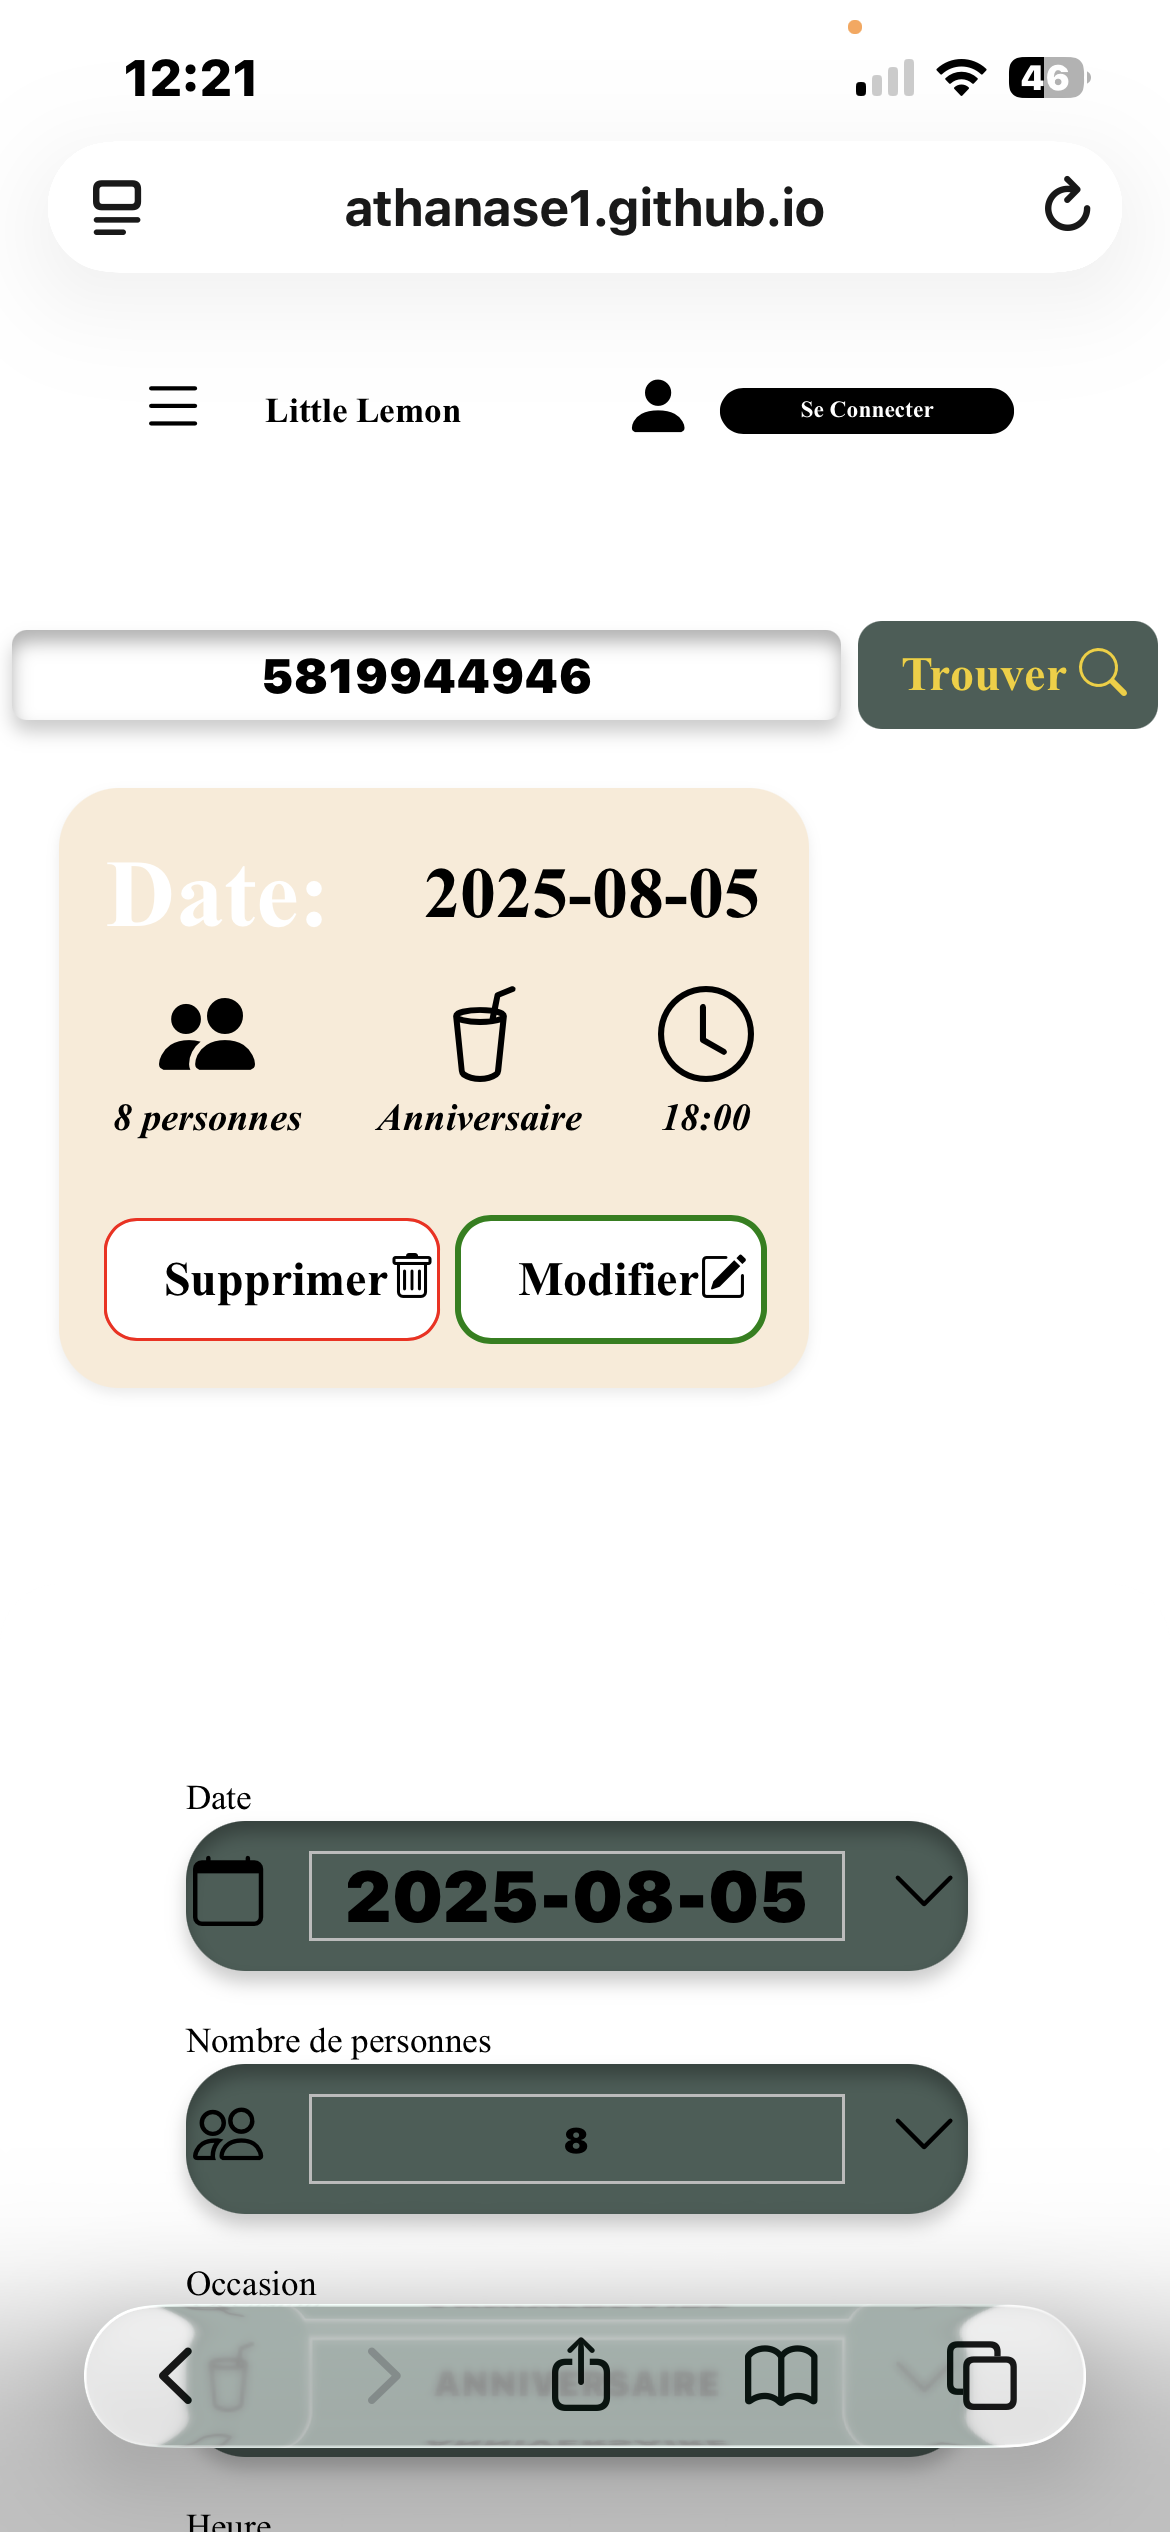 12:21
46
athanase1.github.io
Little Lemon
Se Connecter
5819944946
Trouver
Date:
2025-08-05
8 personnes
Anniversaire
18:00
Supprimer
Modifier
Date
2025-08-05
Nombre de personnes
8
Occasion
ANNIVERSAIRE
Heure